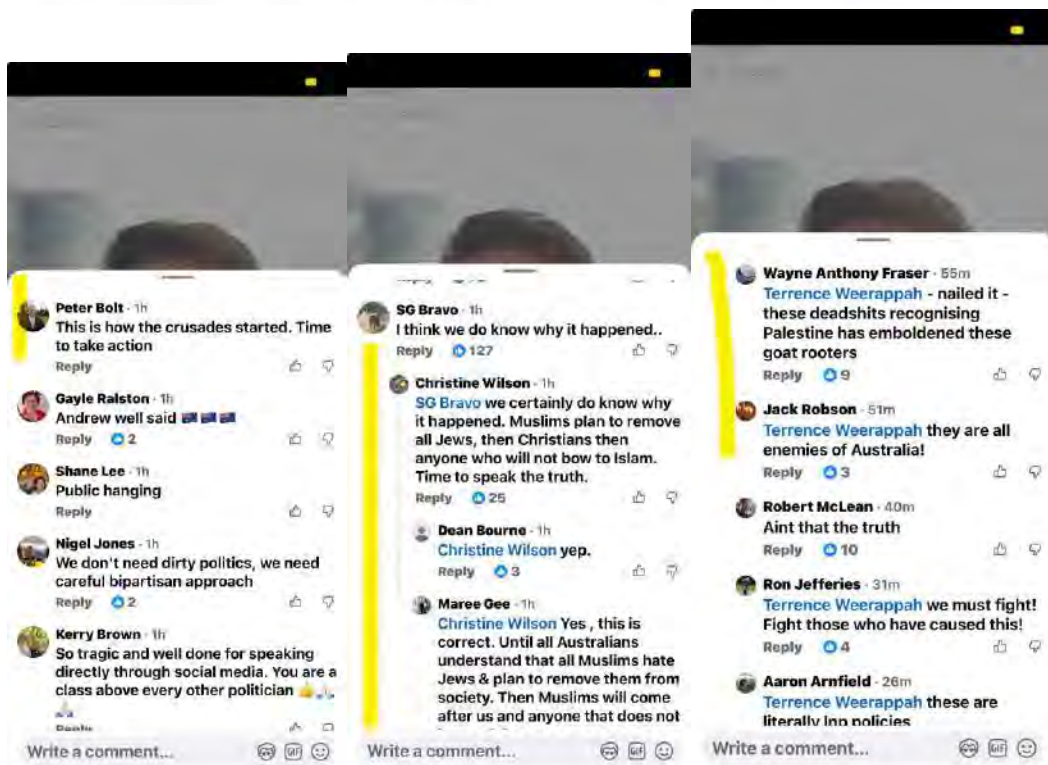 Peter Bolt · 1h
This is how the crusades started. Time
to take action
Reply
Gayle Ralston · 1h
Andrew well said 🇦🇺🇦🇺🇦🇺
Reply 2
Shane Lee · 1h
Public hanging
Reply
Nigel Jones · 1h
We don't need dirty politics, we need
careful bipartisan approach
Reply 2
Kerry Brown · 1h
So tragic and well done for speaking
directly through social media. You are a
class above every other politician 👍🙏
🙏
Reply
Write a comment...
GIF
SG Bravo · 1h
I think we do know why it happened..
Reply 127
Christine Wilson · 1h
SG Bravo we certainly do know why
it happened. Muslims plan to remove
all Jews, then Christians then
anyone who will not bow to Islam.
Time to speak the truth.
Reply 25
Dean Bourne · 1h
Christine Wilson yep.
Reply 3
Maree Gee · 1h
Christine Wilson Yes , this is
correct. Until all Australians
understand that all Muslims hate
Jews & plan to remove them from
society. Then Muslims will come
after us and anyone that does not
Write a comment...
GIF
Wayne Anthony Fraser · 55m
Terrence Weerappah - nailed it -
these deadshits recognising
Palestine has emboldened these
goat rooters
Reply 9
Jack Robson · 51m
Terrence Weerappah they are all
enemies of Australia!
Reply 3
Robert McLean · 40m
Aint that the truth
Reply 10
Ron Jefferies · 31m
Terrence Weerappah we must fight!
Fight those who have caused this!
Reply 4
Aaron Arnfield · 26m
Terrence Weerappah these are
literally lnp policies
Write a comment...
GIF